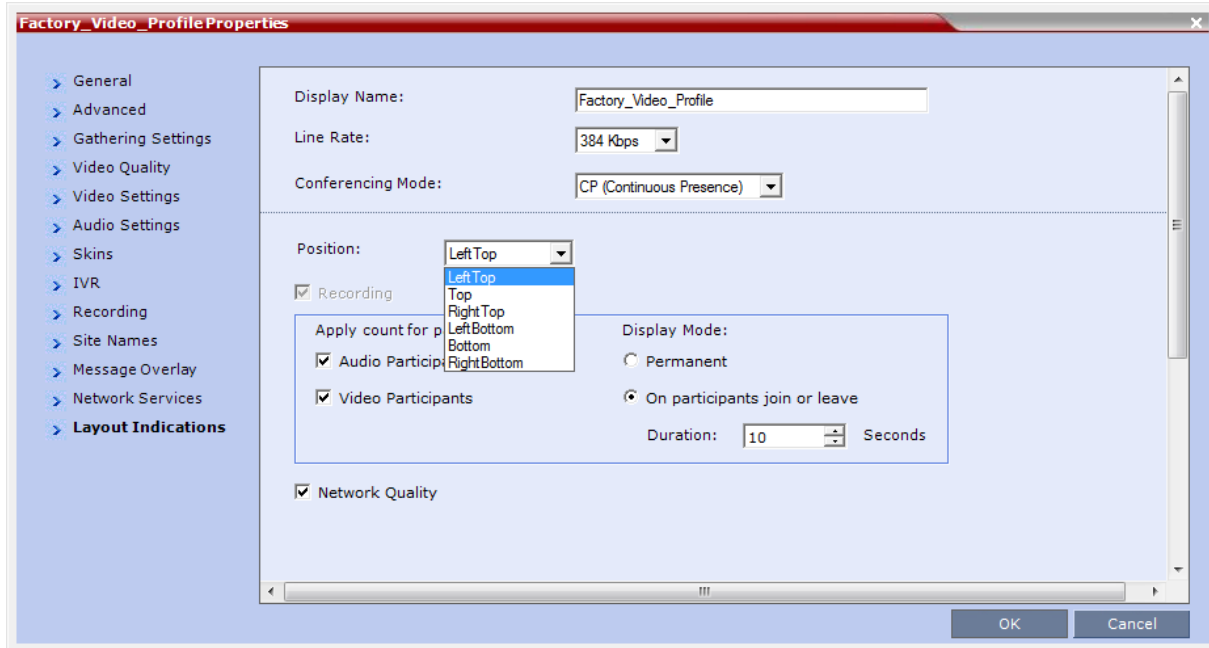 Factory_Video_Profile Properties
General
Advanced
Gathering Settings
Video Quality
Video Settings
Audio Settings
Skins
IVR
Recording
Site Names
Message Overlay
Network Services
Layout Indications
Display Name: Factory_Video_Profile
Line Rate: 384 Kbps
Conferencing Mode: CP (Continuous Presence)
Position: LeftTop
LeftTop
Top
RightTop
LeftBottom
Bottom
RightBottom
Recording
Apply count for p
Display Mode:
Audio Particip
Permanent
Video Participants
On participants join or leave
Duration: 10 Seconds
Network Quality
OK Cancel